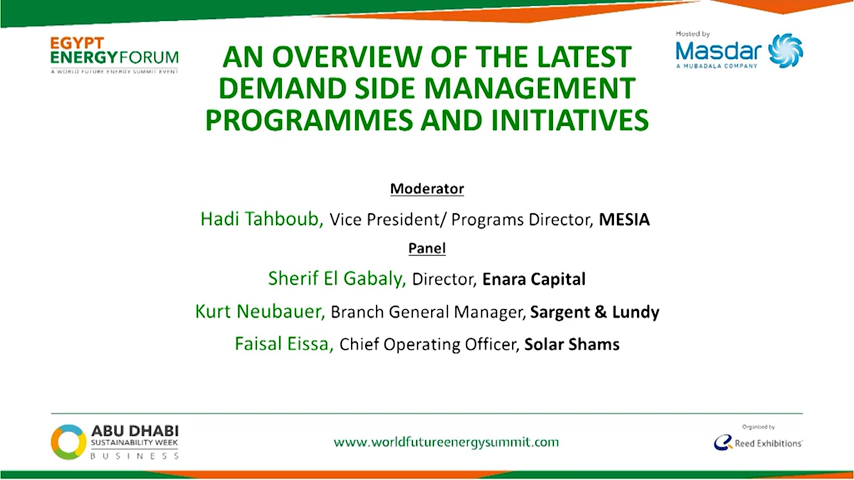 EGYPT
ENERGYFORUM
A WORLD FUTURE ENERGY SUMMIT EVENT
Hosted by
Masdar
A MUBADALA COMPANY
AN OVERVIEW OF THE LATEST
DEMAND SIDE MANAGEMENT
PROGRAMMES AND INITIATIVES
Moderator
Hadi Tahboub, Vice President/ Programs Director, MESIA
Panel
Sherif El Gabaly, Director, Enara Capital
Kurt Neubauer, Branch General Manager, Sargent & Lundy
Faisal Eissa, Chief Operating Officer, Solar Shams
ABU DHABI
SUSTAINABILITY WEEK
BUSINESS
www.worldfutureenergysummit.com
Organised by
Reed Exhibitions